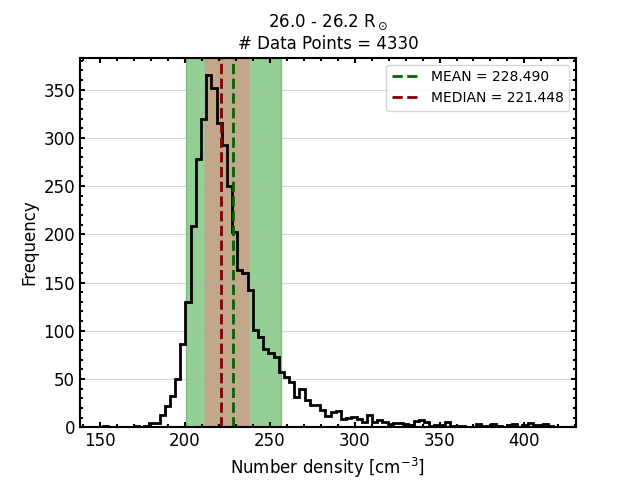 26.0 - 26.2 R⊙
# Data Points = 4330
MEAN = 228.490
MEDIAN = 221.448
Frequency
350
300
250
200
150
100
50
0
150 200 250 300 350 400
Number density [cm⁻³]